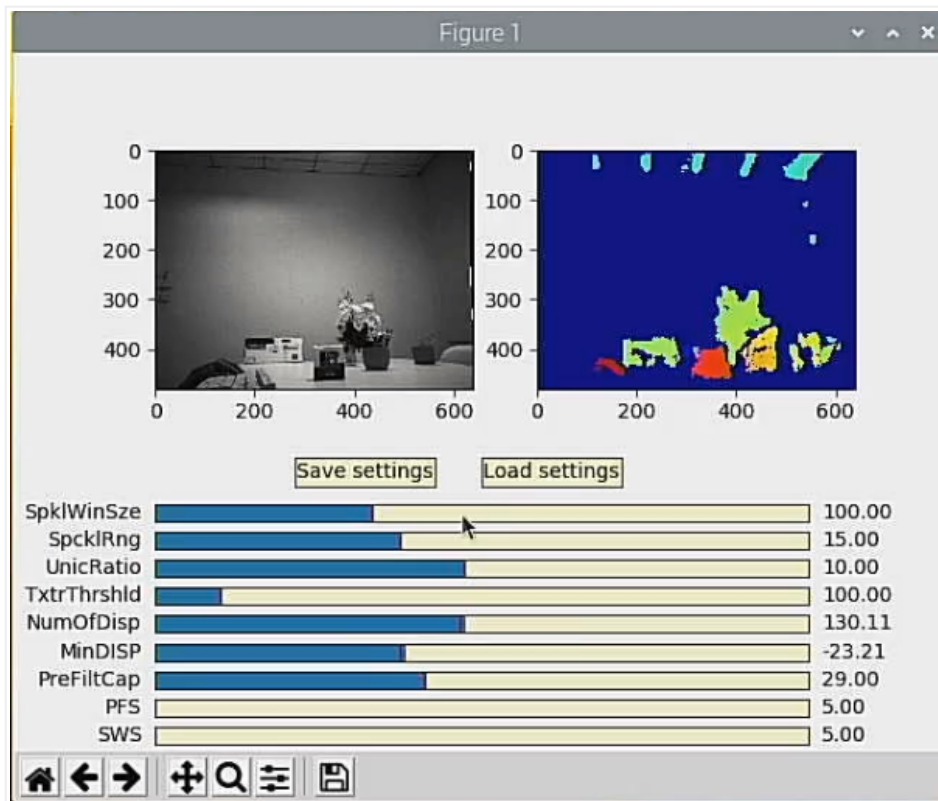 Figure 1
0
100
200
300
400
0 200 400 600
0
100
200
300
400
0 200 400 600
Save settings Load settings
SpklWinSze 100.00
SpcklRng 15.00
UnicRatio 10.00
TxtrThrshld 100.00
NumOfDisp 130.11
MinDISP -23.21
PreFiltCap 29.00
PFS 5.00
SWS 5.00